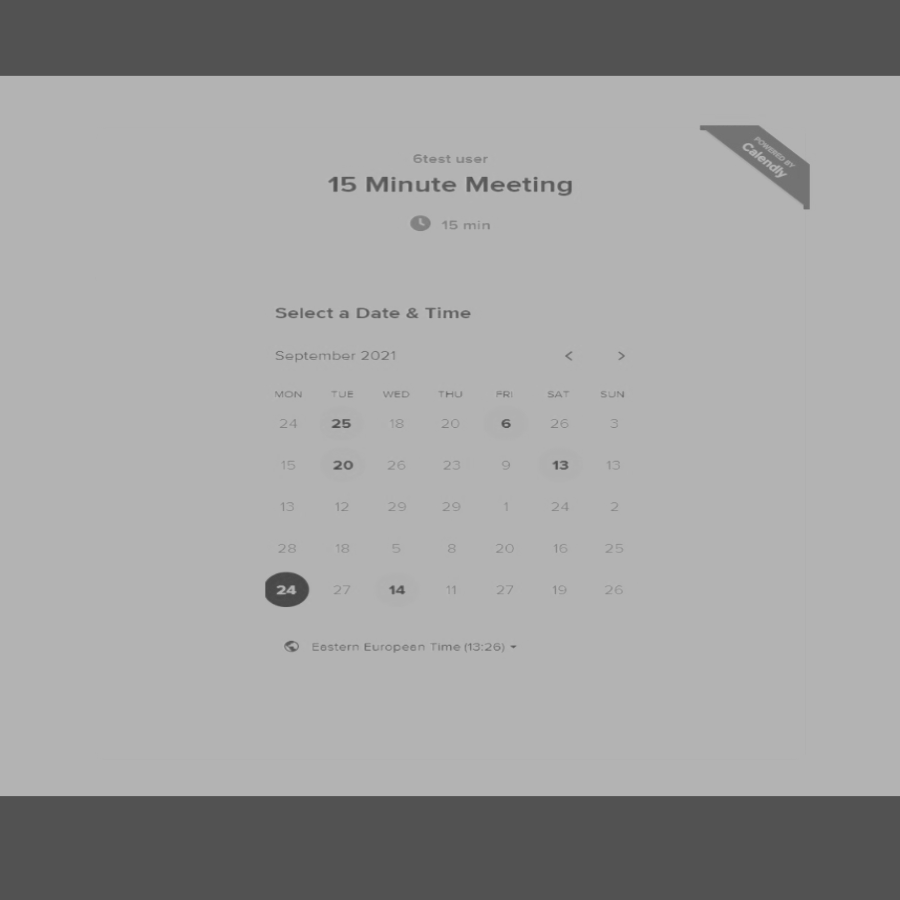 POWERED BY
Calendly
6test user
15 Minute Meeting
15 min
Select a Date & Time
September 2021 < >
MON TUE WED THU FRI SAT SUN
24 25 18 20 6 26 3
15 20 26 23 9 13 13
13 12 29 29 1 24 2
28 18 5 8 20 16 25
24 27 14 11 27 19 26
Eastern European Time (13:26)